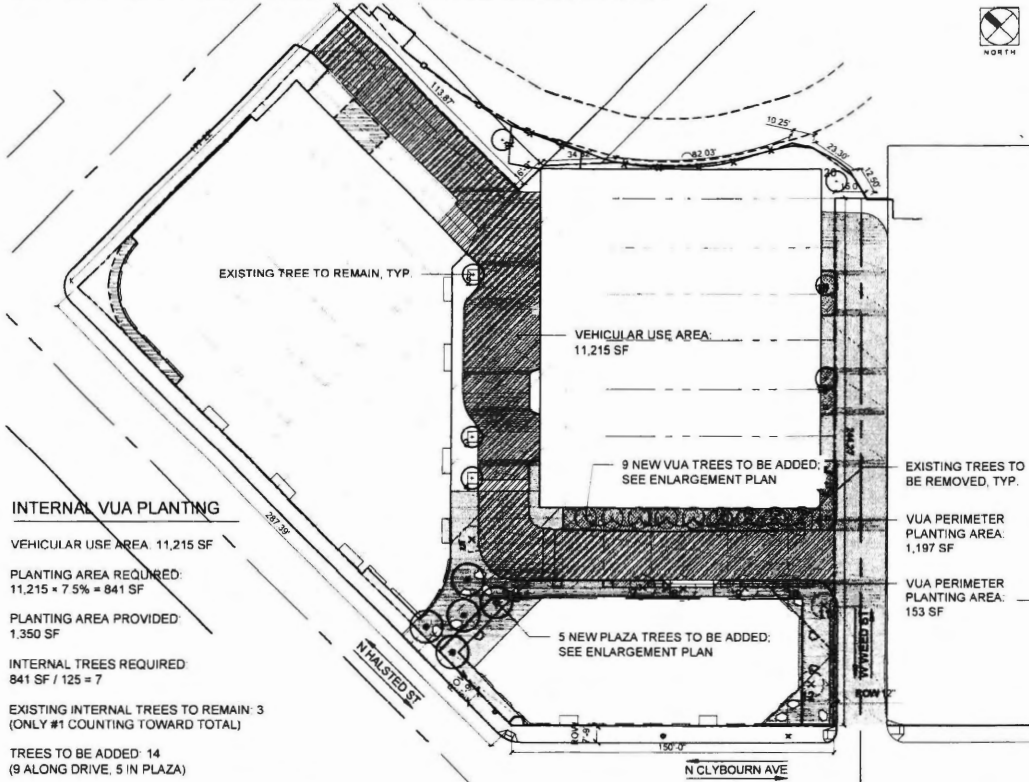 NORTH
113.87'
10.25'
23.30'
12.50'
82.03'
EXISTING TREE TO REMAIN, TYP.
VEHICULAR USE AREA:
11,215 SF
9 NEW VUA TREES TO BE ADDED;
SEE ENLARGEMENT PLAN
EXISTING TREES TO
BE REMOVED, TYP.
VUA PERIMETER
PLANTING AREA:
1,197 SF
VUA PERIMETER
PLANTING AREA:
153 SF
5 NEW PLAZA TREES TO BE ADDED;
SEE ENLARGEMENT PLAN
INTERNAL VUA PLANTING
VEHICULAR USE AREA: 11,215 SF
PLANTING AREA REQUIRED:
11,215 * 7.5% = 841 SF
PLANTING AREA PROVIDED:
1,350 SF
INTERNAL TREES REQUIRED:
841 SF / 125 = 7
EXISTING INTERNAL TREES TO REMAIN: 3
(ONLY #1 COUNTING TOWARD TOTAL)
TREES TO BE ADDED: 14
(9 ALONG DRIVE, 5 IN PLAZA)
287.39'
N HALSTED ST
W WEED ST
ROW
150'-0"
N CLYBOURN AVE